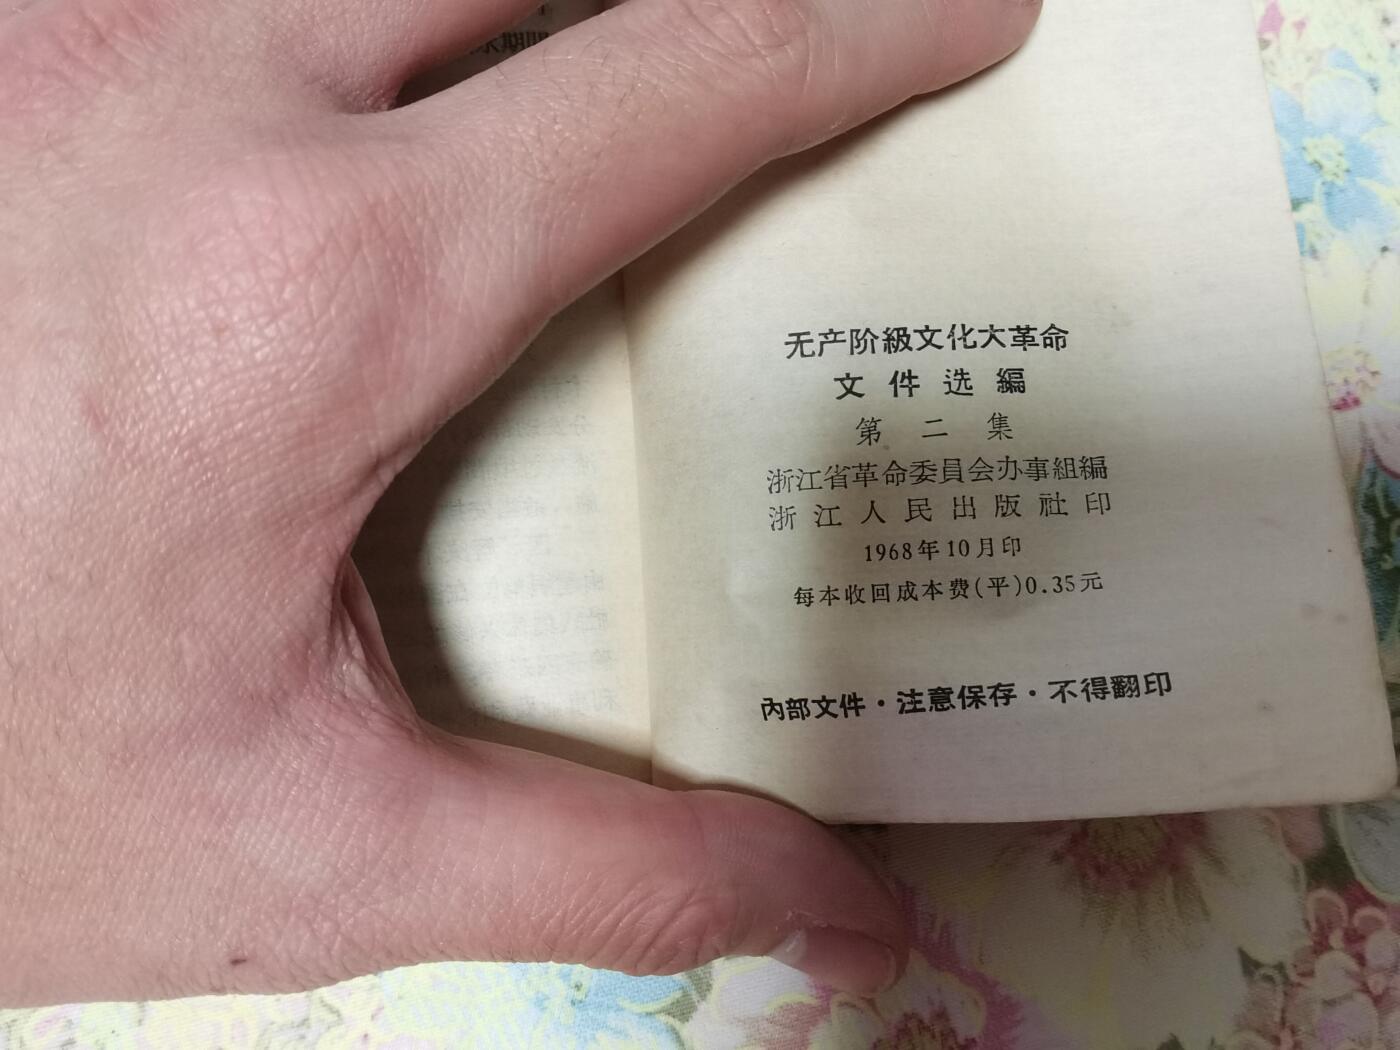 无产阶級文化大革命
文件选編
第二集
浙江省革命委員会办事組編
浙江人民出版社印
1968年10月印
每本收回成本费(平)0.35元
內部文件·注意保存·不得翻印